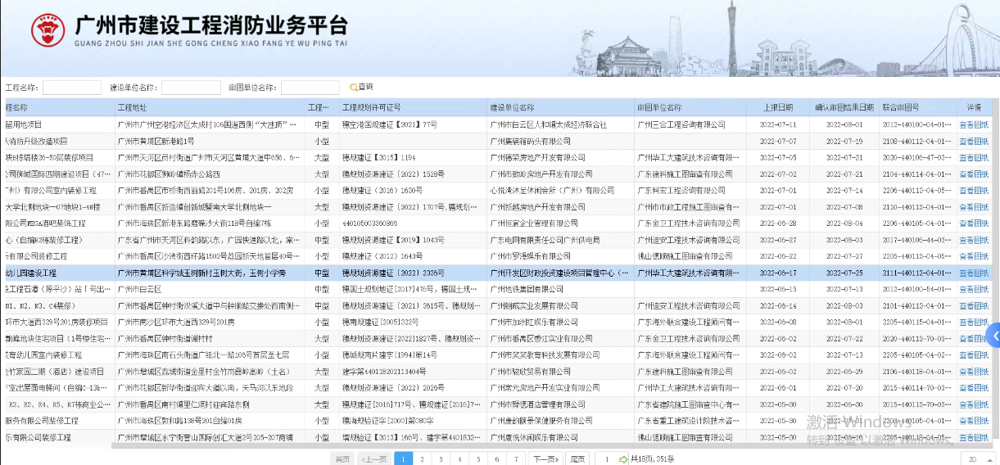 广州市建设工程消防业务平台
GUANG ZHOU SHI JIAN SHE GONG CHENG XIAO FANG YE WU PING TAI
工程名称: 建设单位名称: 审图单位名称: 查询
程名称 工程地址 工程… 工程规划许可证号 建设单位名称 审图单位名称 上报日期 确认审图结果日期 联合审图号 详情
留用地项目 广州市广州空港经济区太成村106国道西侧“大冰顶”… 中型 穗空港国规建证【2021】77号 广州市白云区人和镇太成经济联合社 广州三合工程咨询有限公司 2022-07-11 2022-08-01 2012-440100-04-01… 查看图纸
消防升级改造项目 广州市黄埔区新港路1号 小型 广州集装箱码头有限公司 2022-07-07 2022-07-19 2108-440112-04-01… 查看图纸
块B栋塔楼26-50层装修项目 广州市天河区员村街道广州市天河区黄埔大道中656、6… 大型 穗规建证【2015】1194 广州穗荣房地产开发有限公司 广州华工大建筑技术咨询有限… 2022-07-05 2022-07-21 2020-440106-47-03… 查看图纸
公司狮城国际四期建设项目（47… 广州市花都区狮岭镇杨赤公路西 大型 穗规划资源建证〔2022〕1528号 广州市致岭房地产开发有限公司 广东建科施工图审查有限公司 2022-07-02 2022-07-21 2104-440114-04-01… 查看图纸
广州）有限公司室内装修工程 广州市番禺区市桥街西丽路201号106房、201房、202房 小型 穗规建证（2016）1630号 心悦湾沐足休闲会所（广州）有限公司 广东科宏工程咨询有限公司 2022-07-01 2022-07-14 2206-440113-04-05… 查看图纸
大学北侧地块一07地块1-4#楼 广州市番禺区新造镇创新城暨南大学北侧地块一 大型 穗规划资源建证〔2022〕1707号,穗规划… 广州新越房地产开发有限公司 广州市市政工程施工图审查有… 2022-07-01 2022-07-08 2110-440113-04-01… 查看图纸
限公司MEGA酒吧装饰工程 广州市海珠区新港东路磨碟沙大街118号自编7栋 小型 440105003360866 广州恒宸企业管理有限公司 广东金卫工程技术咨询有限公司 2022-06-28 2022-08-04 2206-440105-04-01… 查看图纸
心（自编B2栋装修工程） 广东省广州市天河区科韵路以东，广园快速路以北，棠… 中型 穗规划资源建证【2019】1043号 广东电网有限责任公司广州供电局 广州迪安工程技术咨询有限公司 2022-06-27 2022-08-03 2017-440106-44-03… 查看图纸
有限公司装修工程 广州市番禺区沙湾街西环路1502号荔园新天地首层40号… 小型 穗规建证（2012）1643号 广州市罗漫娱乐有限公司 佛山德顺施工图审查有限公司 2022-06-22 2022-07-27 2205-440113-04-05… 查看图纸
幼儿园建设工程 广州市黄埔区科学城玉树新村玉树大街，玉树小学旁 中型 穗规划资源建证〔2022〕2336号 广州开发区财政投资建设项目管理中心（… 广州华工大建筑技术咨询有限… 2022-06-17 2022-07-25 2111-440112-04-01… 查看图纸
工程石潭（原平沙）站Ⅰ号出… 广州市白云区 中型 穗国土规划地证[2017]476号，穗国土规… 广州地铁集团有限公司 2022-06-15 2022-07-13 2012-440100-54-01… 查看图纸
N1、N2、N3、C4装修） 广州市番禺区钟村街汉溪大道中与钟顺路交接处西南侧… 中型 穗规划资源建证〔2021〕3615号、穗规划… 广州朗威实业发展有限公司 广州迪安工程技术咨询有限公司 2022-06-14 2022-08-03 2101-440113-04-01… 查看图纸
环市大道西329号201房装修项目 广州市南沙区环市大道西329号201房 小型 穗南规建证[2005]322号 广州市加洲红娱乐有限公司 广东海外联合建设工程顾问有… 2022-06-08 2022-08-01 2205-440115-04-01… 查看图纸
朝峰地块住宅项目（1号楼住宅… 广州市番禺区钟村街道谢村村 大型 穗规划资源建证[2022]1827号、穗规划资… 广州市番禺区香江实业有限公司 广东金卫工程技术咨询有限公司 2022-06-02 2022-07-22 2020-440113-70-03… 查看图纸
育幼儿园室内装修工程 广州市海珠区南石头街道广纸北一路106号首层至七层 小型 穗城规南片建字[1994]第14号 广州市笑笑教育科技发展有限公司 广东海外联合建设工程顾问有… 2022-06-02 2022-07-13 2205-440105-04-02… 查看图纸
竹家园二期（酒店）建设项目 广州市增城区荔城街道金星村金竹南霞岭高岭（土名） 大型 建字第440118202113404号 广州市骏欣贸易有限公司 广东建科施工图审查有限公司 2022-06-02 2022-06-29 2106-440118-04-01… 查看图纸
下室出屋面电梯间（自编C-13b… 广州市花都区新华街道迎宾大道以南，天马河以东地段 大型 穗规划资源建证〔2022〕2026号 广州常元房地产开发实业有限公司 广州华工大建筑技术咨询有限… 2022-06-01 2022-07-20 2015-440114-70-03… 查看图纸
R2、R3、R4、R5、R7栋商业公… 广州市番禺区南村镇里仁洞村迎宾路东侧 大型 穗规建证[2016]717号、穗规建证[2016]7… 广州市舜德酒店管理有限公司 广东省建院施工图审查中心有… 2022-05-30 2022-06-30 2015-440113-70-03… 查看图纸
服务有限公司装修工程 广州市海珠区敦和路138号201自编01房 小型 穗海规验证字[2000]第080字 广州康韵丽景保健服务有限公司 广东省重工建筑设计院技术咨… 2022-05-30 2022-08-01 2203-440105-04-01… 查看图纸
乐有限公司装修工程 广州市增城区永宁街誉山国际创汇大道3号205-207商铺 小型 穗规验证【2013】166号、建字第4401832… 广州康悦休闲娱乐有限公司 佛山德顺施工图审查有限公司 2022-05-30 2022-06-16 2205-440118-04-05… 查看图纸
激活 Windows
转到“设置”以激活 Windows。
首页 ‹上一页 1 2 3 4 5 6 7 下一页› 尾页 1 共18页,351条 20